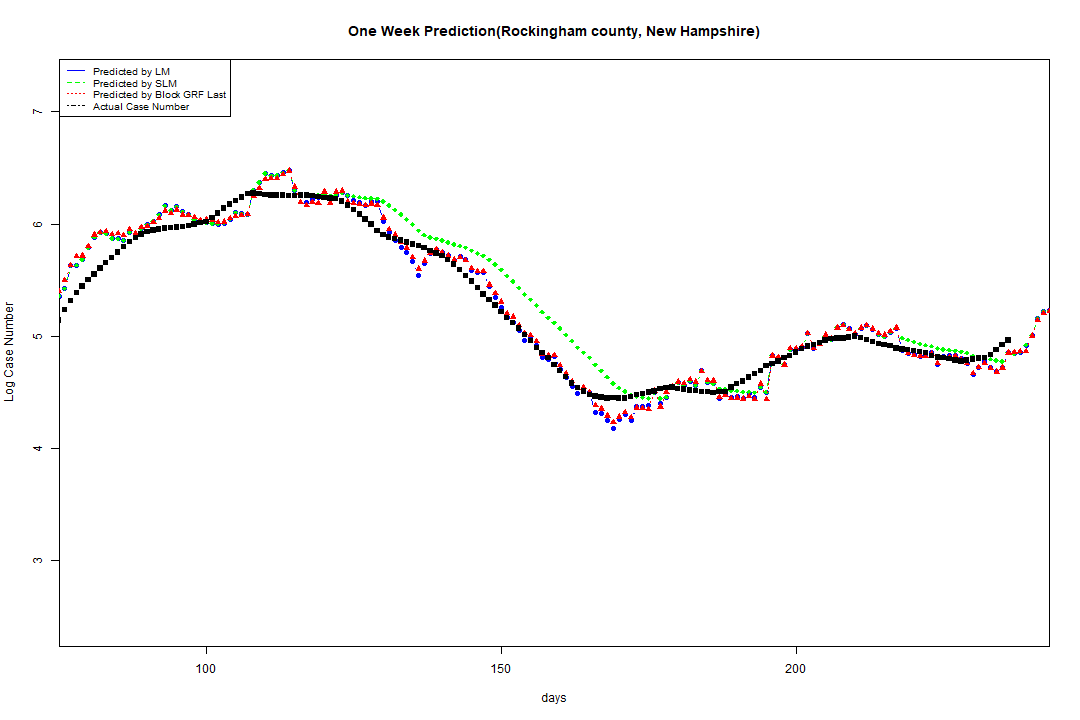 One Week Prediction(Rockingham county, New Hampshire)
Predicted by LM
Predicted by SLM
Predicted by Block GRF Last
Actual Case Number
7
6
5
4
3
Log Case Number
100 150 200
days